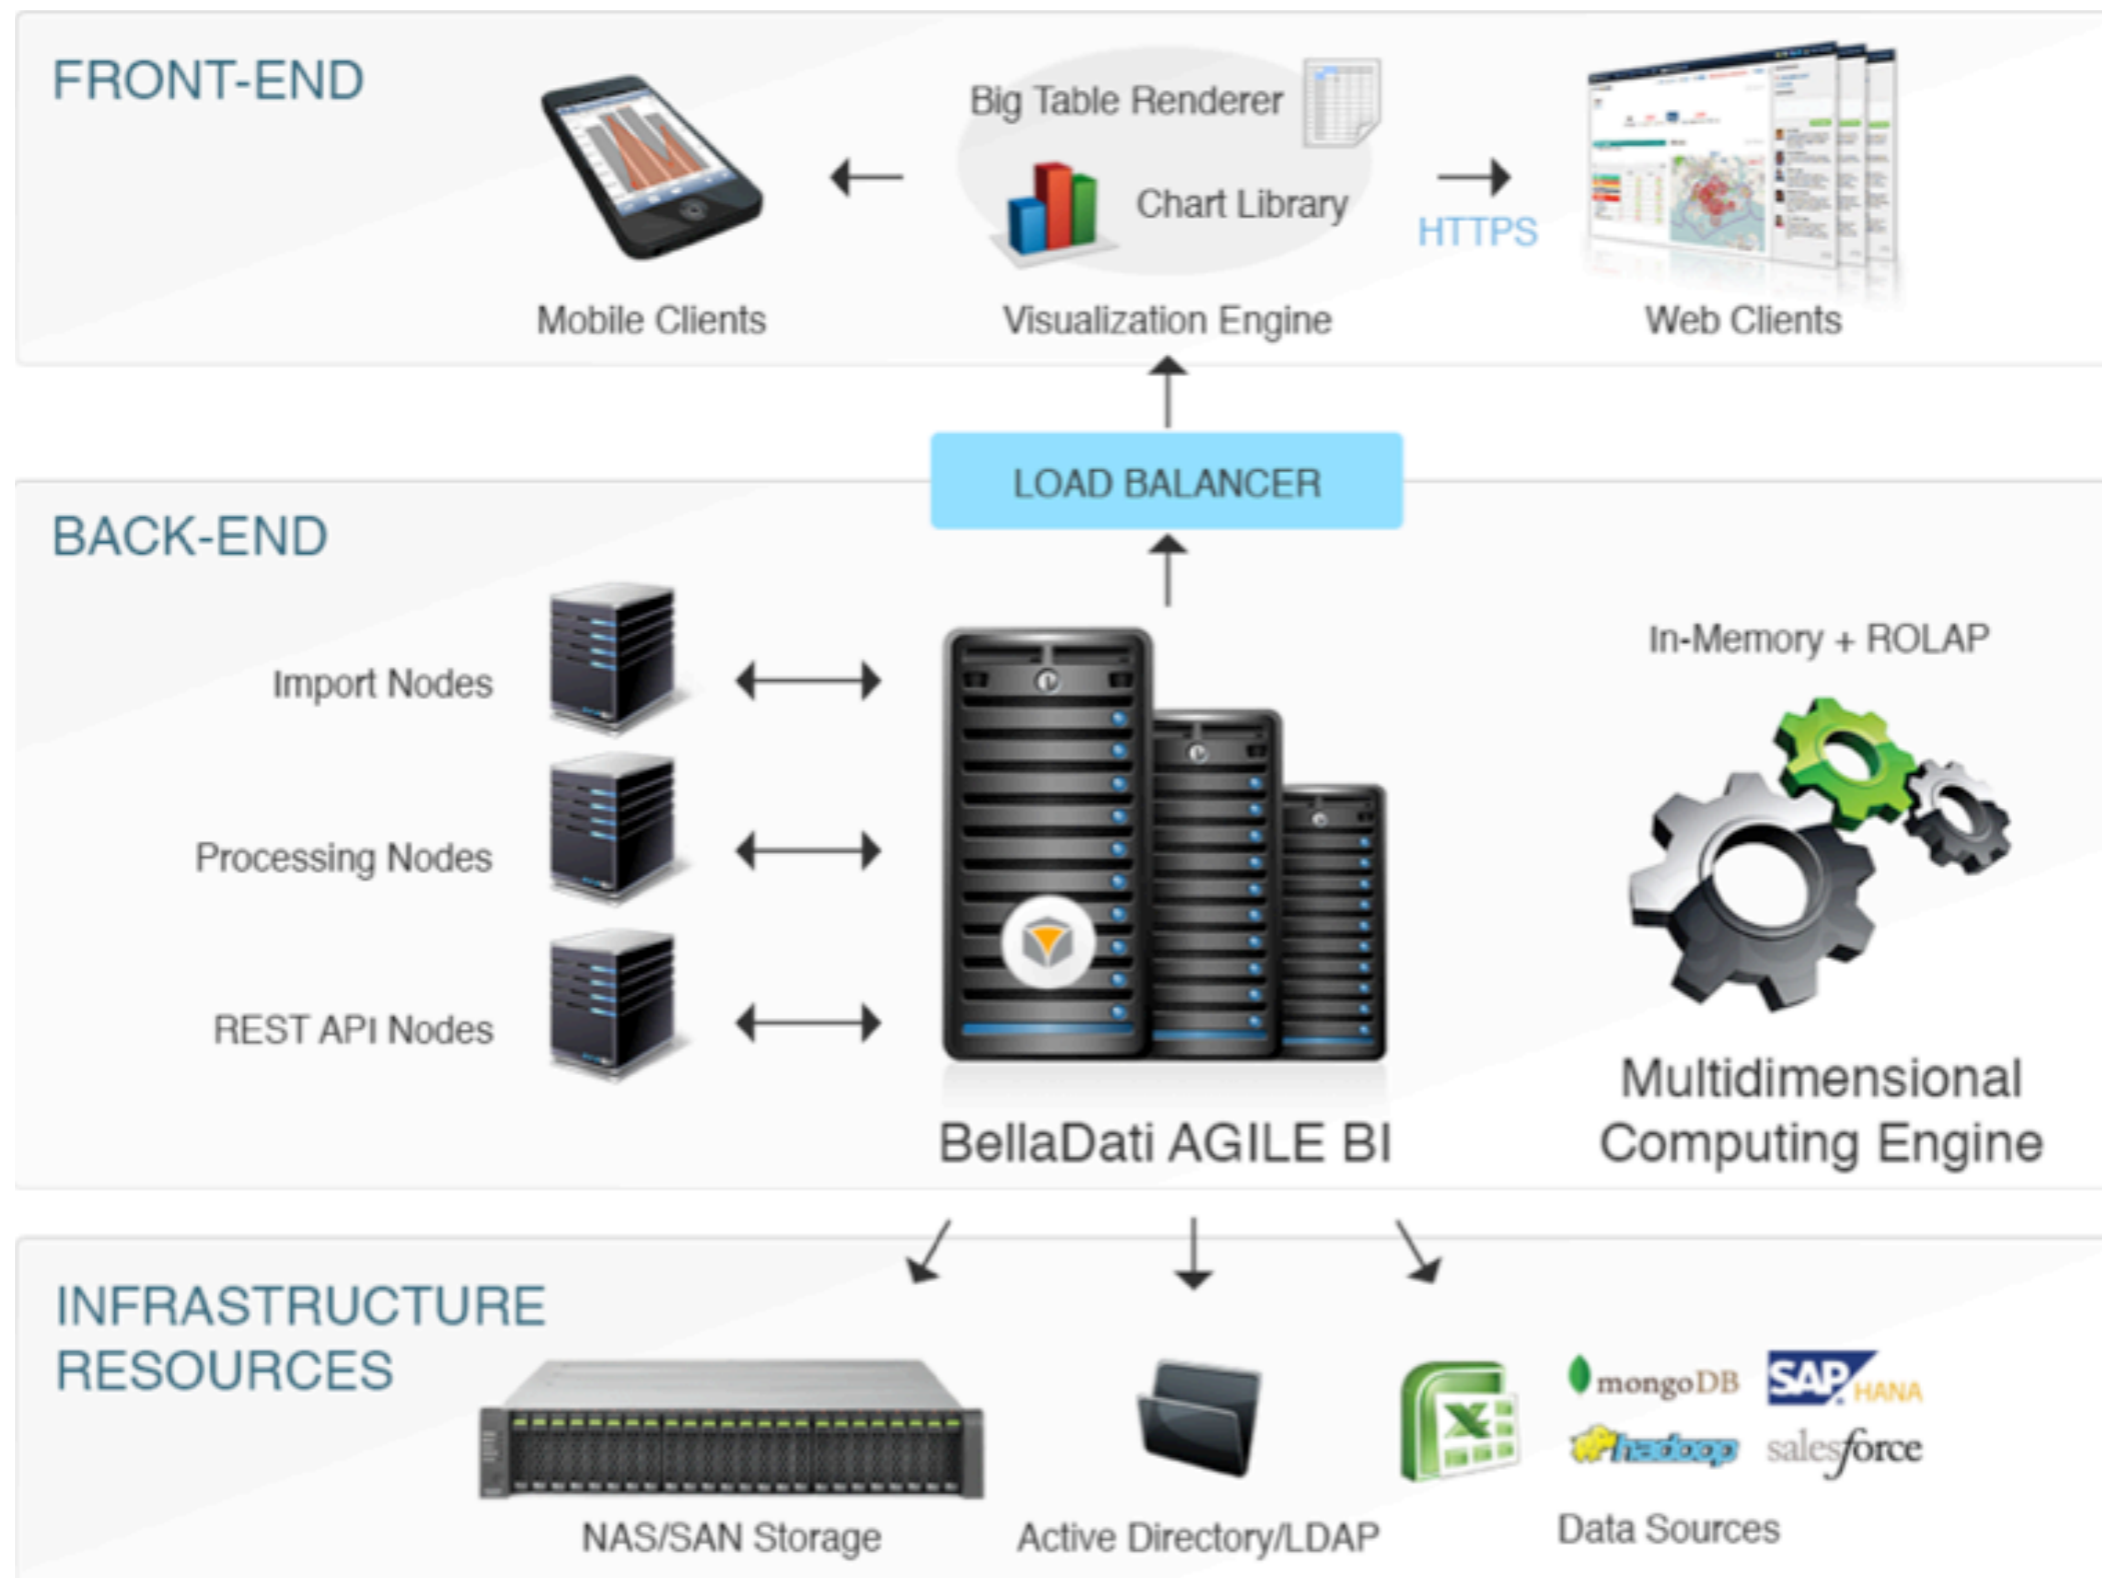 FRONT-END
Big Table Renderer
Chart Library
HTTPS
Mobile Clients
Visualization Engine
Web Clients
LOAD BALANCER
BACK-END
In-Memory + ROLAP
Import Nodes
Processing Nodes
REST API Nodes
BellaDati AGILE BI
Multidimensional
Computing Engine
INFRASTRUCTURE
RESOURCES
mongoDB
SAP HANA
hadoop
salesforce
NAS/SAN Storage
Active Directory/LDAP
Data Sources